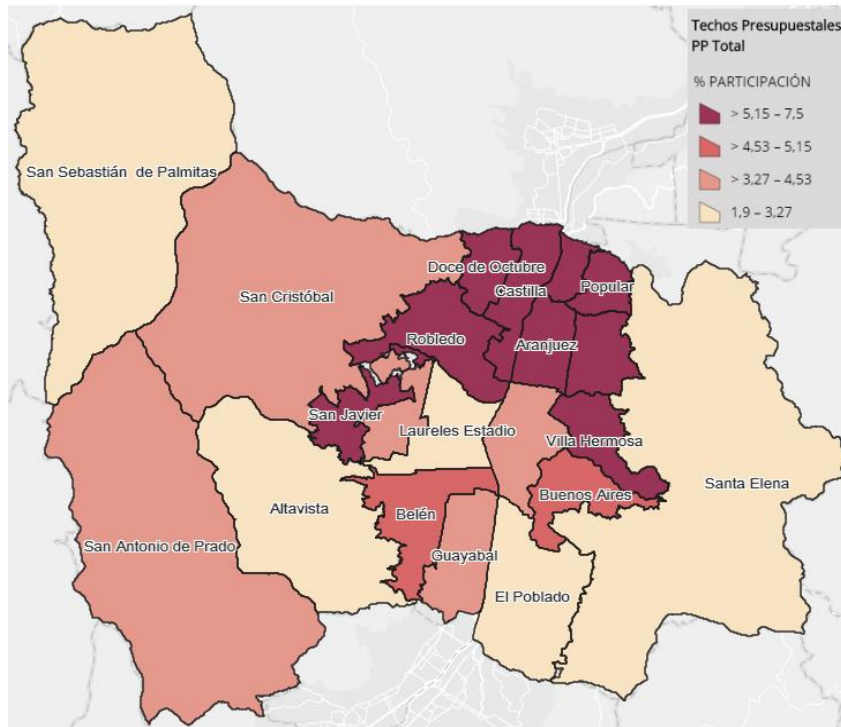 Techos Presupuestales
PP Total
% PARTICIPACIÓN
> 5,15 – 7,5
> 4,53 – 5,15
> 3,27 – 4,53
1,9 – 3,27
San Sebastián de Palmitas
Doce de Octubre
Popular
Castilla
San Cristóbal
Robledo
Aranjuez
San Javier
Laureles Estadio
Villa Hermosa
Santa Elena
Buenos Aires
Altavista
Belén
San Antonio de Prado
Guayabal
El Poblado